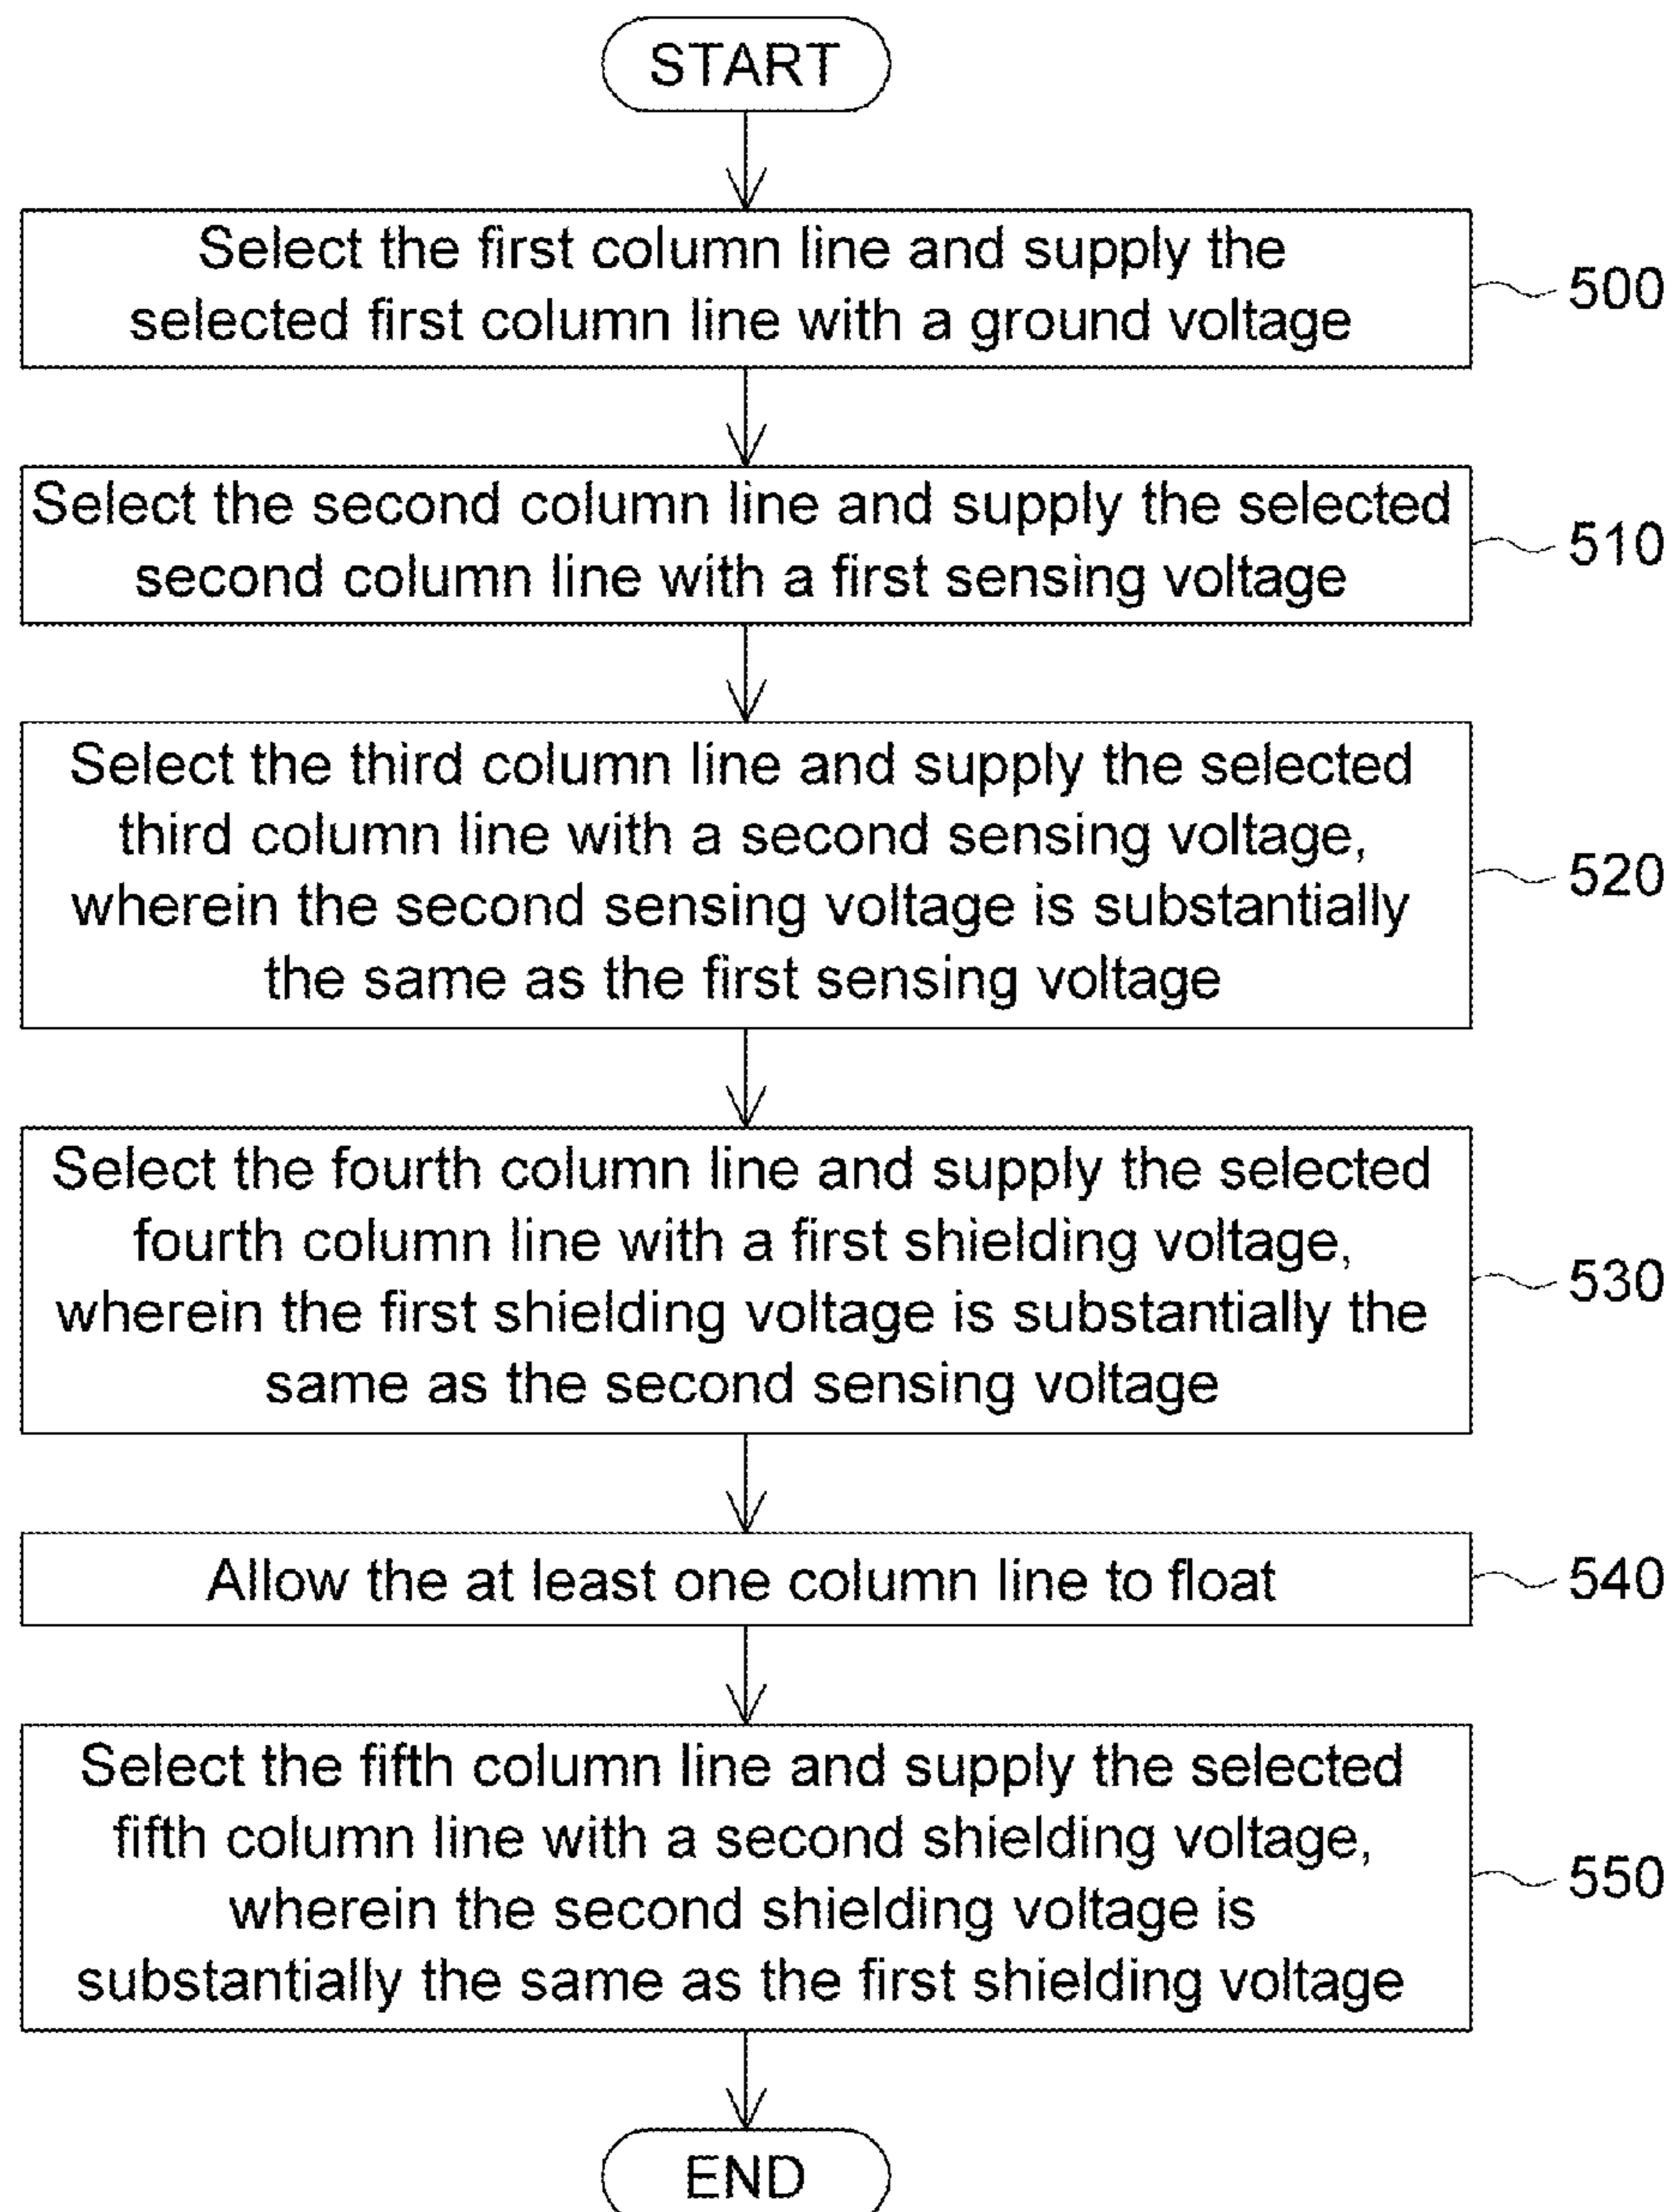 START
Select the first column line and supply the
selected first column line with a ground voltage
500
Select the second column line and supply the selected
second column line with a first sensing voltage
510
Select the third column line and supply the selected
third column line with a second sensing voltage,
wherein the second sensing voltage is substantially
the same as the first sensing voltage
520
Select the fourth column line and supply the selected
fourth column line with a first shielding voltage,
wherein the first shielding voltage is substantially the
same as the second sensing voltage
530
Allow the at least one column line to float
540
Select the fifth column line and supply the selected
fifth column line with a second shielding voltage,
wherein the second shielding voltage is
substantially the same as the first shielding voltage
550
END